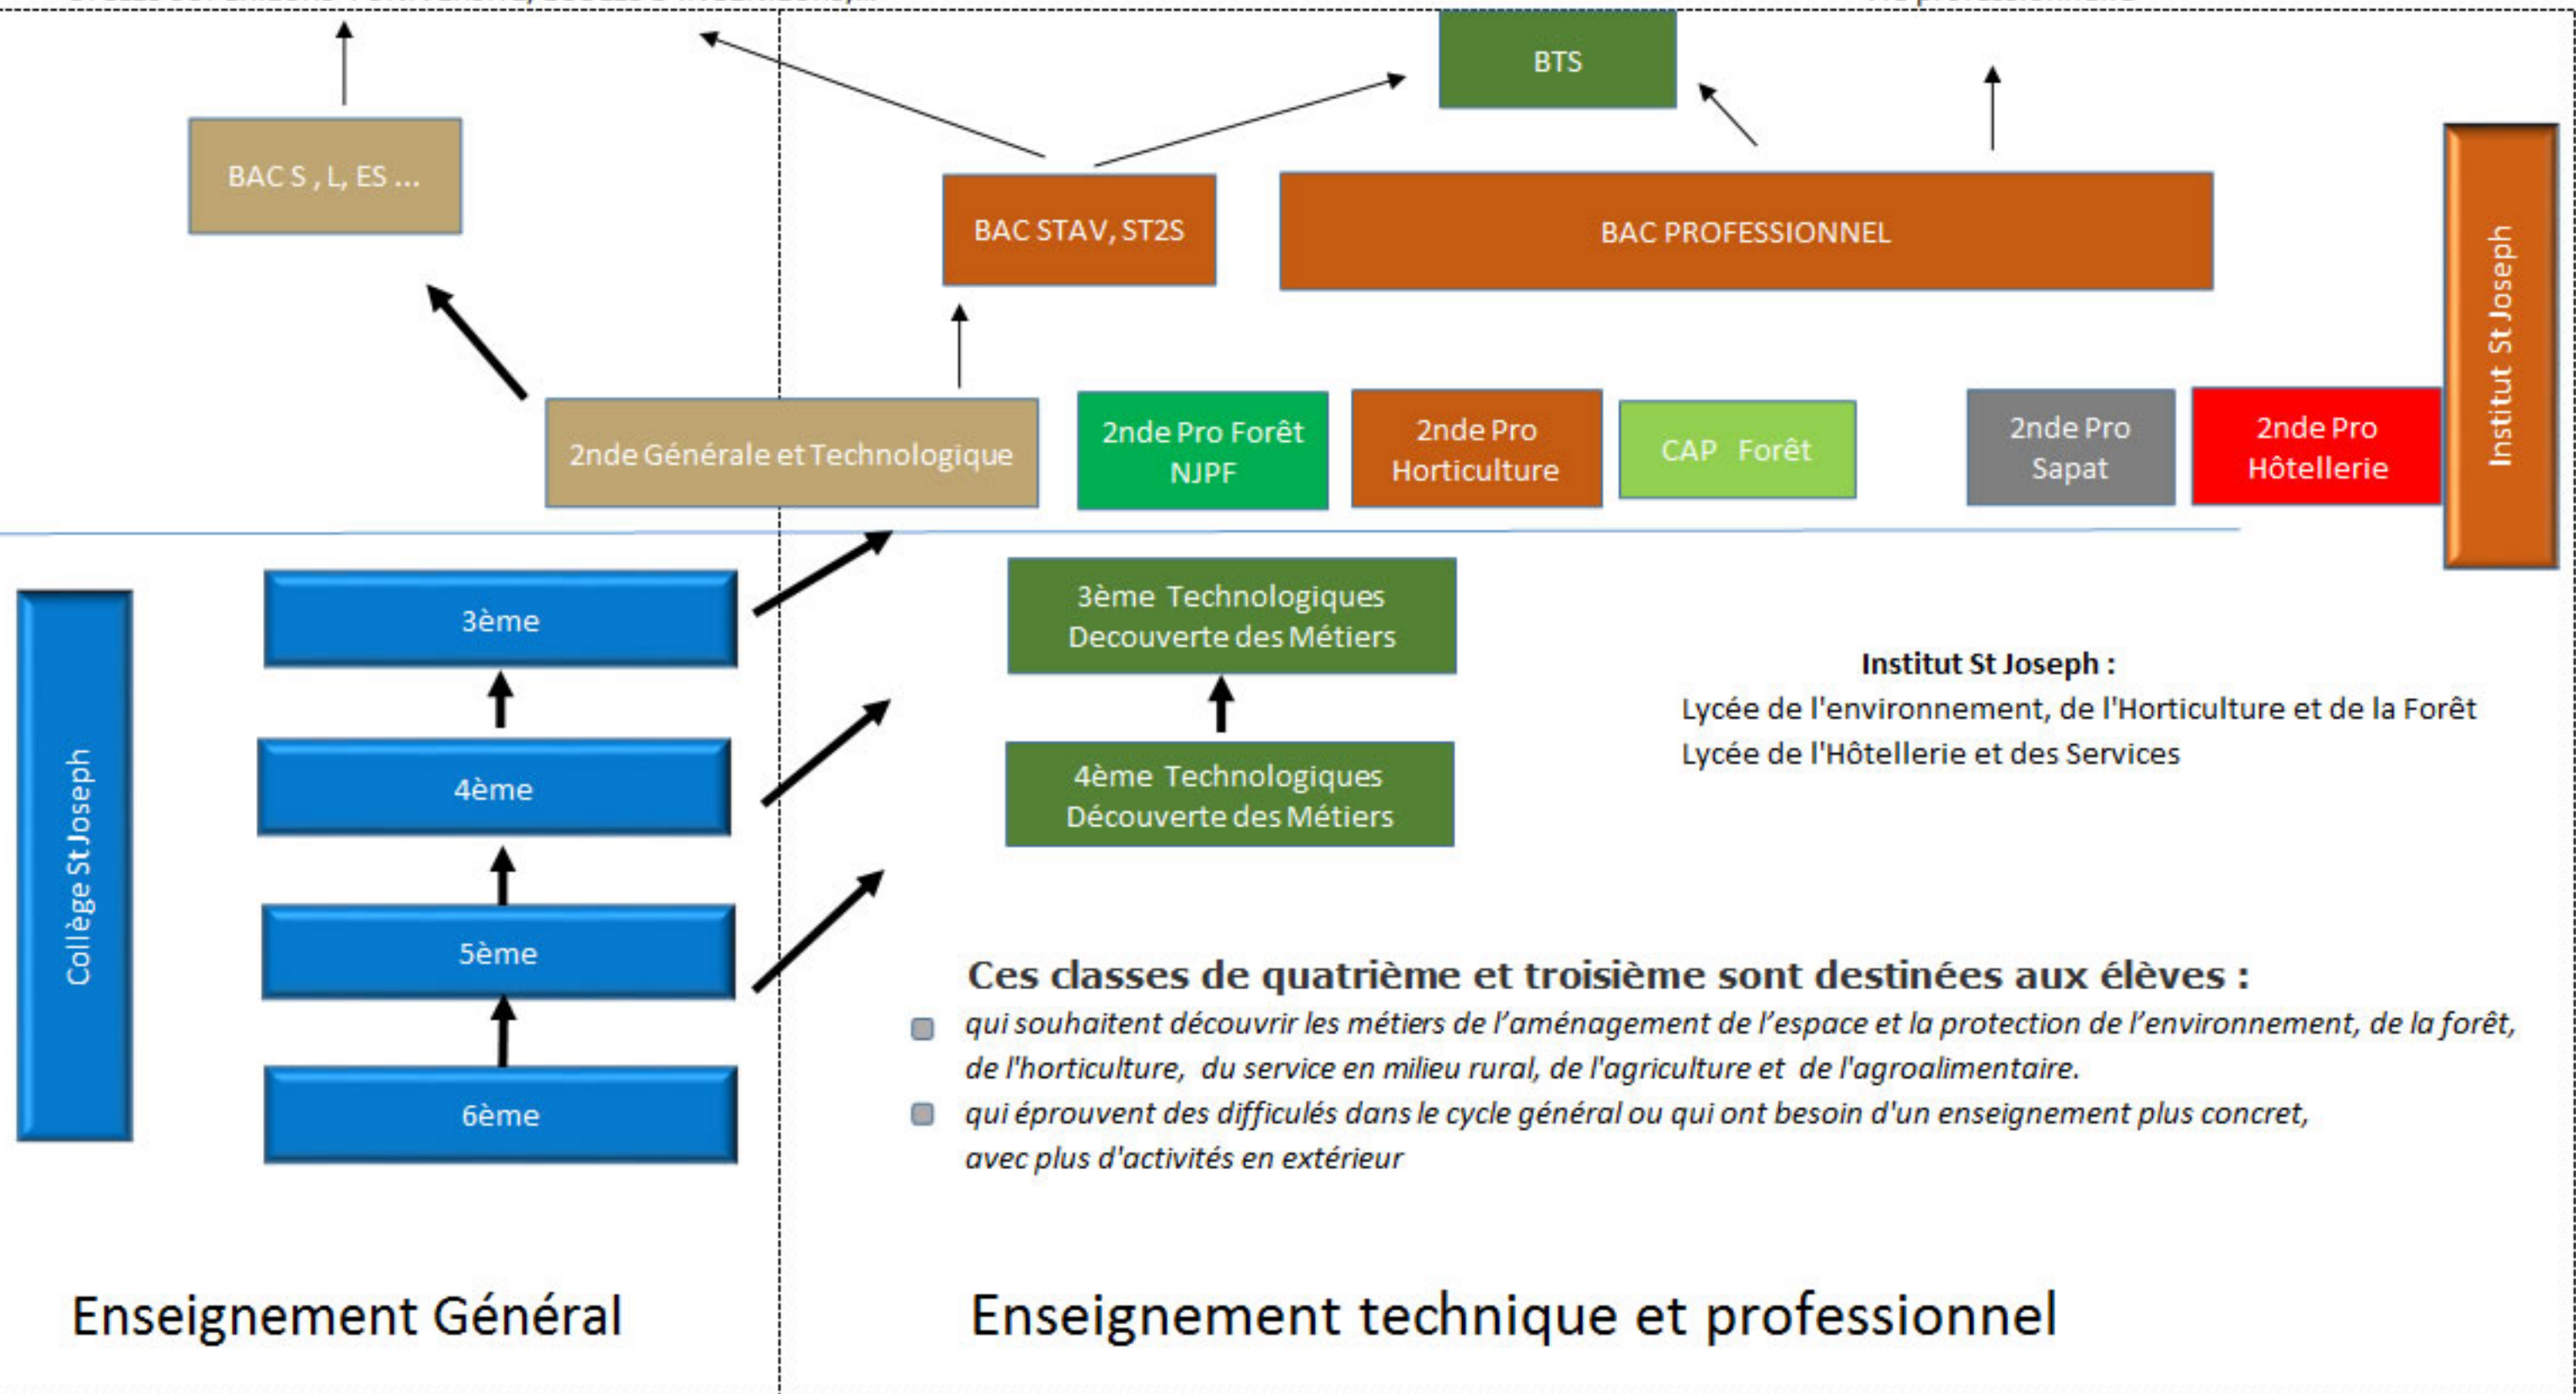 BTS
BAC S , L, ES ...
BAC STAV, ST2S
BAC PROFESSIONNEL
Institut St Joseph
2nde Générale et Technologique
2nde Pro Forêt
NJPF
2nde Pro
Horticulture
CAP Forêt
2nde Pro
Sapat
2nde Pro
Hôtellerie
Collège St Joseph
3ème
4ème
5ème
6ème
3ème Technologiques
Decouverte des Métiers
4ème Technologiques
Découverte des Métiers
Institut St Joseph :
Lycée de l'environnement, de l'Horticulture et de la Forêt
Lycée de l'Hôtellerie et des Services
Ces classes de quatrième et troisième sont destinées aux élèves :
qui souhaitent découvrir les métiers de l’aménagement de l’espace et la protection de l’environnement, de la forêt,
de l'horticulture, du service en milieu rural, de l'agriculture et de l'agroalimentaire.
qui éprouvent des difficulés dans le cycle général ou qui ont besoin d'un enseignement plus concret,
avec plus d'activités en extérieur
Enseignement Général
Enseignement technique et professionnel